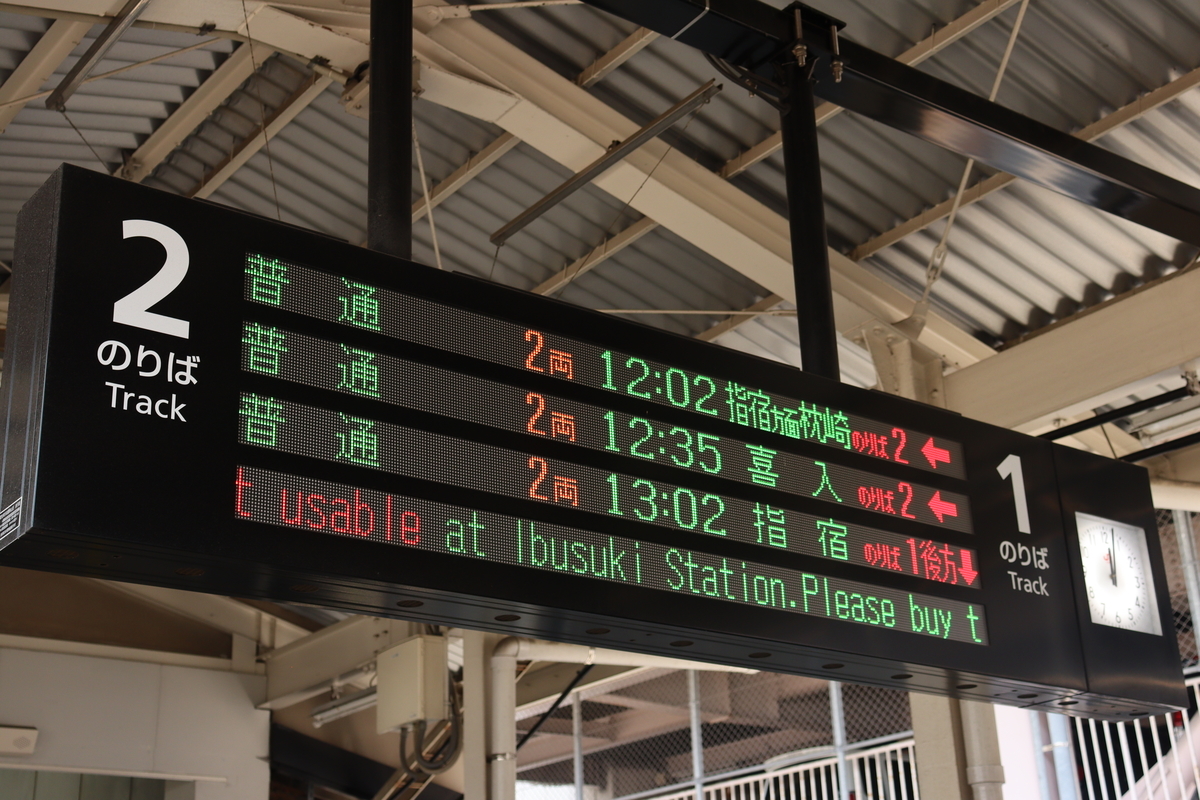 2
のりば
Track
普通 2両 12:02 指宿方面枕崎 のりば2 ←
普通 2両 12:35 喜入 のりば2 ←
普通 2両 13:02 指宿 のりば1後方 ↓
t usable at Ibusuki Station.Please buy t
1
のりば
Track